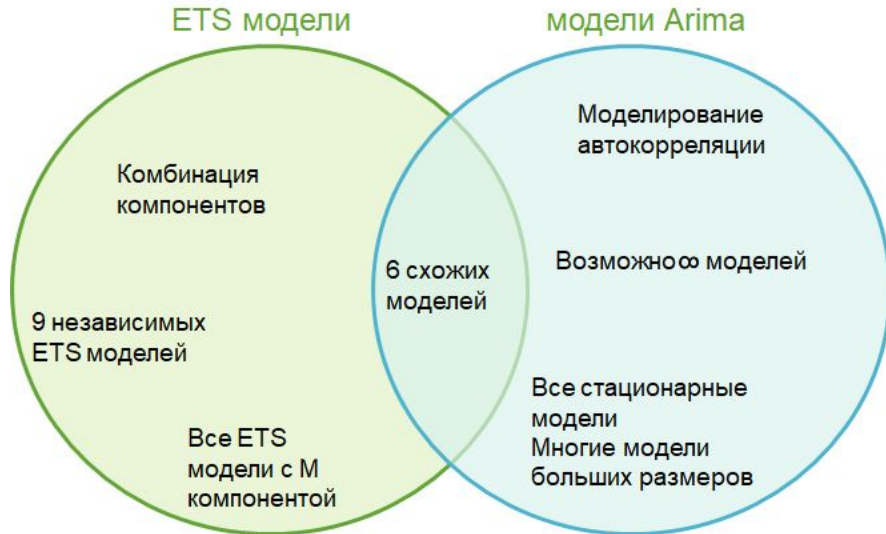 ETS модели
модели Arima
Комбинация
компонентов
9 независимых
ETS моделей
Все ETS
модели с М
компонентой
6 схожих
моделей
Моделирование
автокорреляции
Возможно∞ моделей
Все стационарные
модели
Многие модели
больших размеров